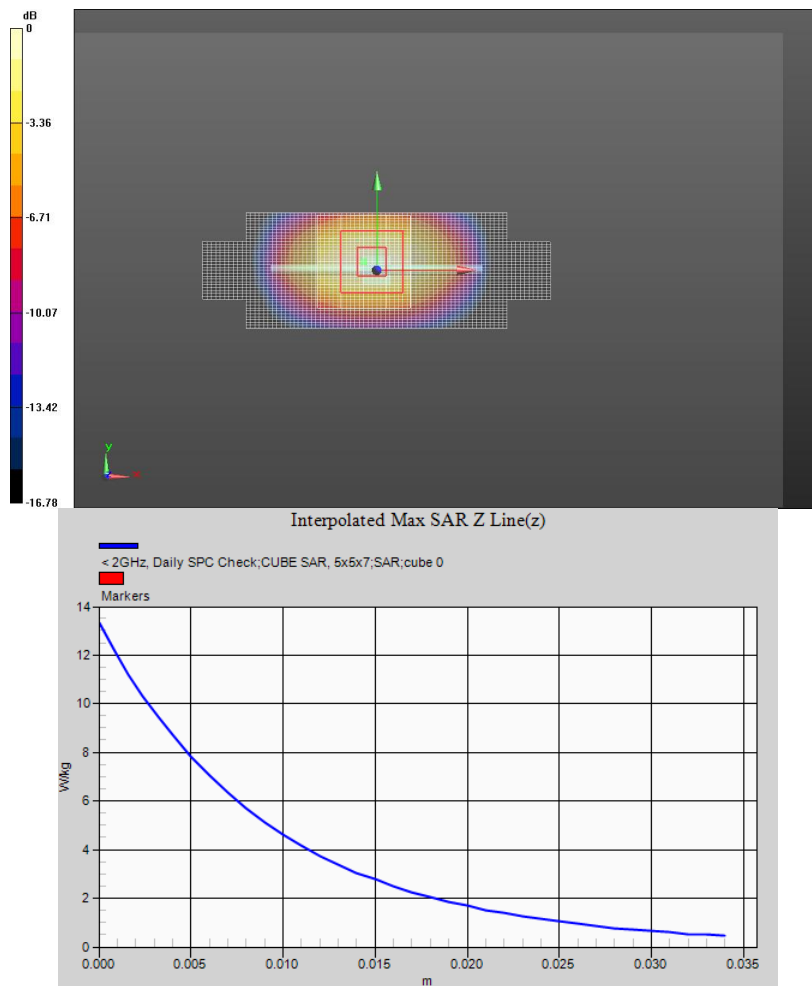 dB
0
-3.36
-6.71
-10.07
-13.42
-16.78
y
Interpolated Max SAR Z Line(z)
< 2GHz, Daily SPC Check;CUBE SAR, 5x5x7;SAR;cube 0
Markers
14
12
10
8
6
4
2
0
W/kg
0.000 0.005 0.010 0.015 0.020 0.025 0.030 0.035
m